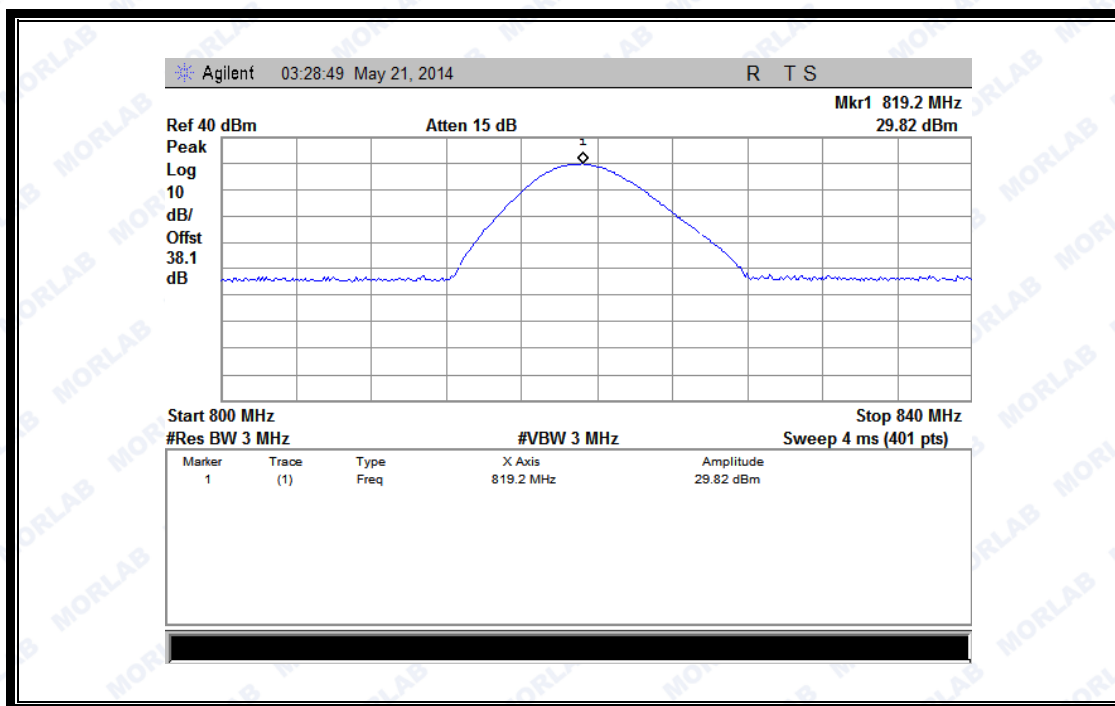 Agilent 03:28:49 May 21, 2014 R T S
Mkr1 819.2 MHz
Ref 40 dBm Atten 15 dB 29.82 dBm
Peak
Log
10
dB/
Offst
38.1
dB
1
Start 800 MHz Stop 840 MHz
#Res BW 3 MHz #VBW 3 MHz Sweep 4 ms (401 pts)
Marker Trace Type X Axis Amplitude
1 (1) Freq 819.2 MHz 29.82 dBm
MORLAB